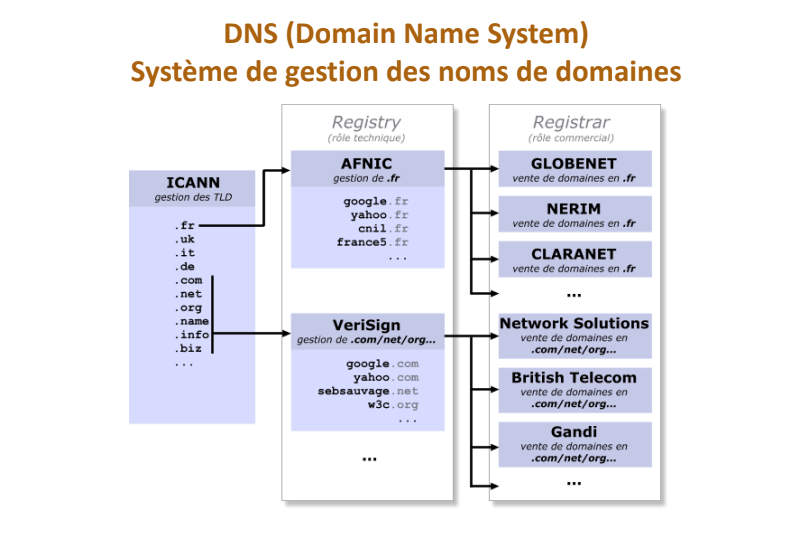 DNS (Domain Name System)
Système de gestion des noms de domaines
ICANN
gestion des TLD
.fr
.uk
.it
.de
.com
.net
.org
.name
.info
.biz
...
Registry
(rôle technique)
AFNIC
gestion de .fr
google.fr
yahoo.fr
cnil.fr
france5.fr
...
VeriSign
gestion de .com/net/org...
google.com
yahoo.com
sebsauvage.net
w3c.org
...
...
Registrar
(rôle commercial)
GLOBENET
vente de domaines en .fr
NERIM
vente de domaines en .fr
CLARANET
vente de domaines en .fr
...
Network Solutions
vente de domaines en
.com/net/org...
British Telecom
vente de domaines en
.com/net/org...
Gandi
vente de domaines en
.com/net/org...
...